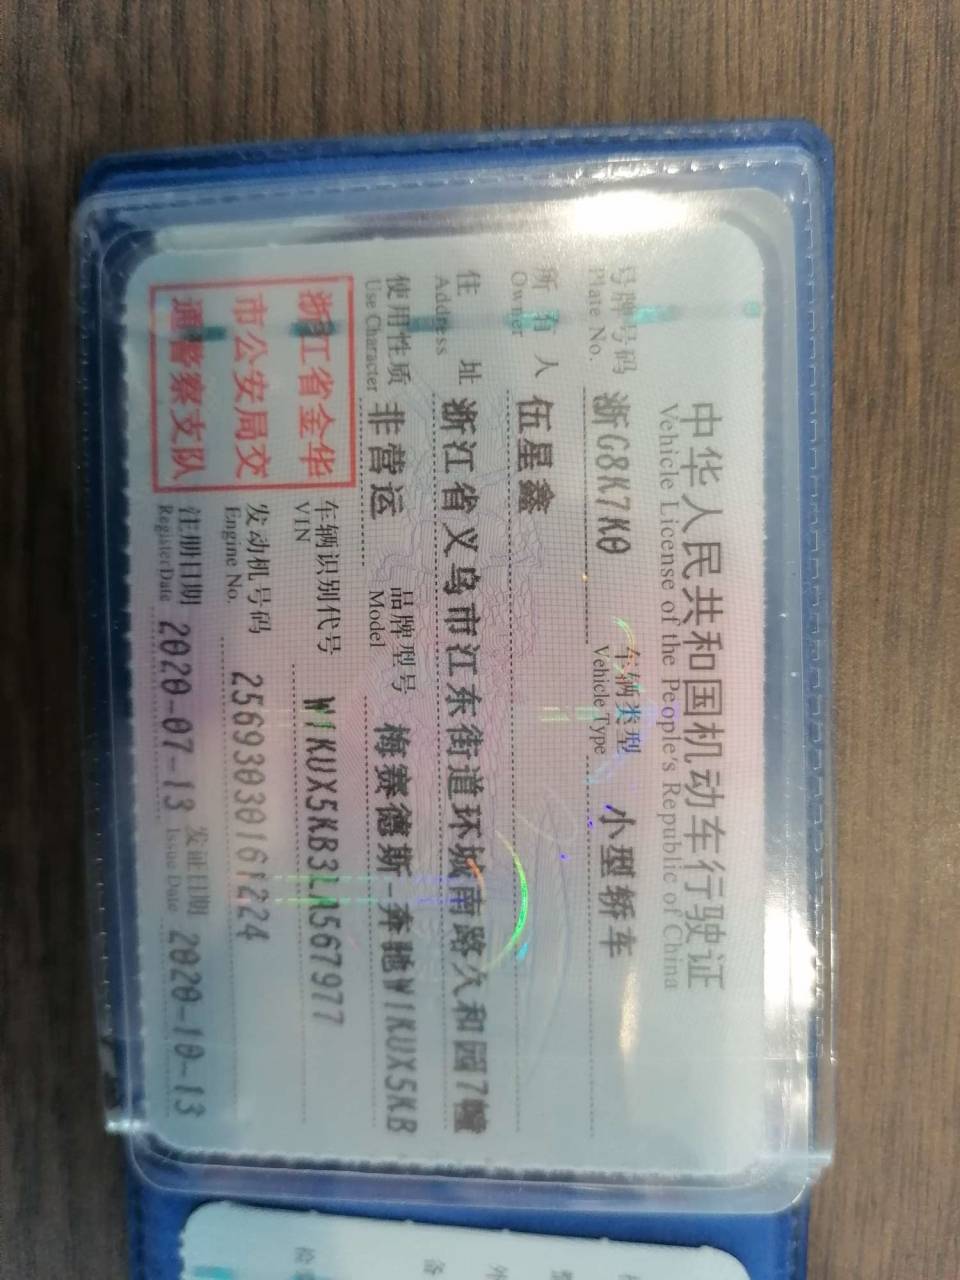 中华人民共和国机动车行驶证
Vehicle License of the People's Republic of China
号牌号码 浙G8K7K0 车辆类型 小型轿车
Plate No. Vehicle Type
所有人 伍星鑫
Owner
住址 浙江省义乌市江东街道环城南路久和园7幢
Address
使用性质 非营运 品牌型号 梅赛德斯-奔驰W1KUX5KB
Use Character Model
浙江省金华
市公安局交
通警察支队
车辆识别代号 W1KUX5KB3LA567977
VIN
发动机号码 25693030161224
Engine No.
注册日期 2020-07-13 发证日期 2020-10-13
Register Date Issue Date